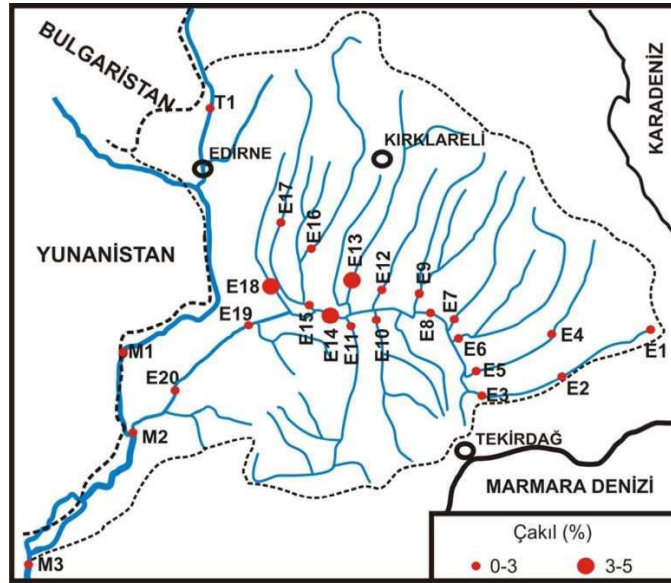 BULGARİSTAN
KARADENİZ
T1
KIRKLARELİ
EDİRNE
E17
E16
YUNANİSTAN
E13
E12
E9
E18
E7
E15
E14
E11
E10
E8
E19
E6
E4
E1
M1
E5
E20
E3
E2
M2
TEKİRDAĞ
MARMARA DENİZİ
Çakıl (%)
0-3
3-5
M3